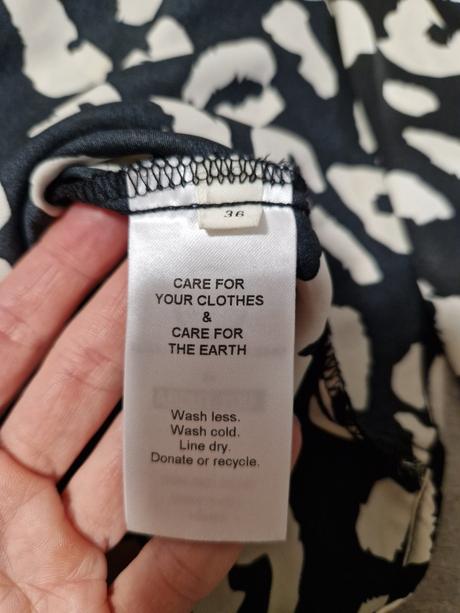 36
CARE FOR
YOUR CLOTHES
&
CARE FOR
THE EARTH
Wash less.
Wash cold.
Line dry.
Donate or recycle.